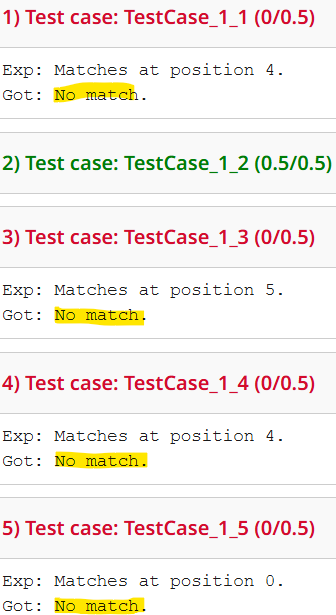 1) Test case: TestCase_1_1 (0/0.5)
Exp: Matches at position 4.
Got: No match.
2) Test case: TestCase_1_2 (0.5/0.5)
3) Test case: TestCase_1_3 (0/0.5)
Exp: Matches at position 5.
Got: No match.
4) Test case: TestCase_1_4 (0/0.5)
Exp: Matches at position 4.
Got: No match.
5) Test case: TestCase_1_5 (0/0.5)
Exp: Matches at position 0.
Got: No match.